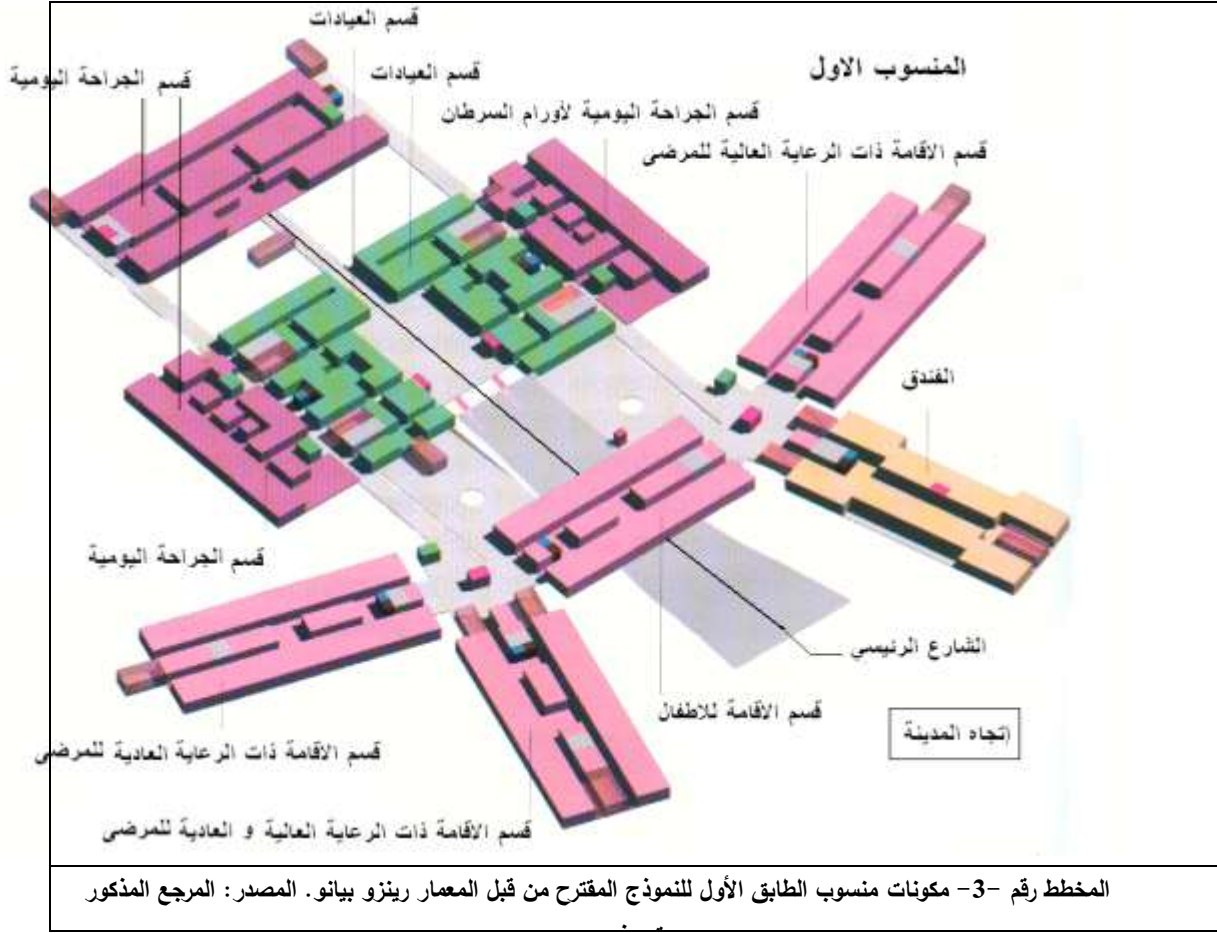 قسم العيادات
المنسوب الاول
قسم العيادات
قسم الجراحة اليومية
قسم الجراحة اليومية لأورام السرطان
قسم الاقامة ذات الرعاية العالية للمرضى
الفندق
قسم الجراحة اليومية
الشارع الرئيسي
قسم الاقامة للاطفال
إتجاه المدينة
قسم الاقامة ذات الرعاية العادية للمرضى
قسم الاقامة ذات الرعاية العالية و العادية للمرضى
المخطط رقم -3- مكونات منسوب الطابق الأول للنموذج المقترح من قبل المعمار رينزو بيانو. المصدر: المرجع المذكور